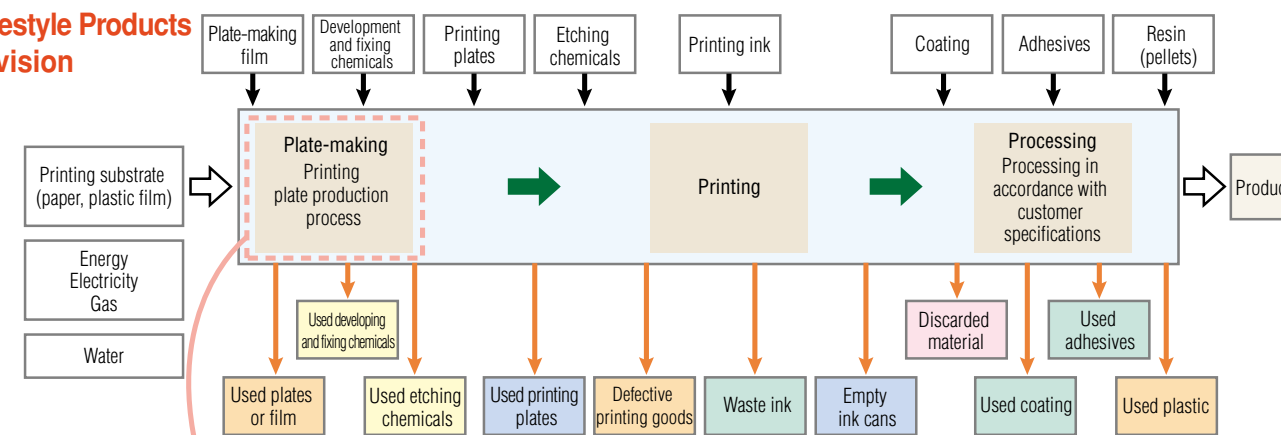 estyle Products
vision
Plate-making
film
Development
and fixing
chemicals
Printing
plates
Etching
chemicals
Printing ink
Coating
Adhesives
Resin
(pellets)
Printing substrate
(paper, plastic film)
Energy
Electricity
Gas
Water
Plate-making
Printing
plate production
process
Printing
Processing
Processing in
accordance with
customer
specifications
Produc
Used developing
and fixing chemicals
Discarded
material
Used
adhesives
Used plates
or film
Used etching
chemicals
Used printing
plates
Defective
printing goods
Waste ink
Empty
ink cans
Used coating
Used plastic